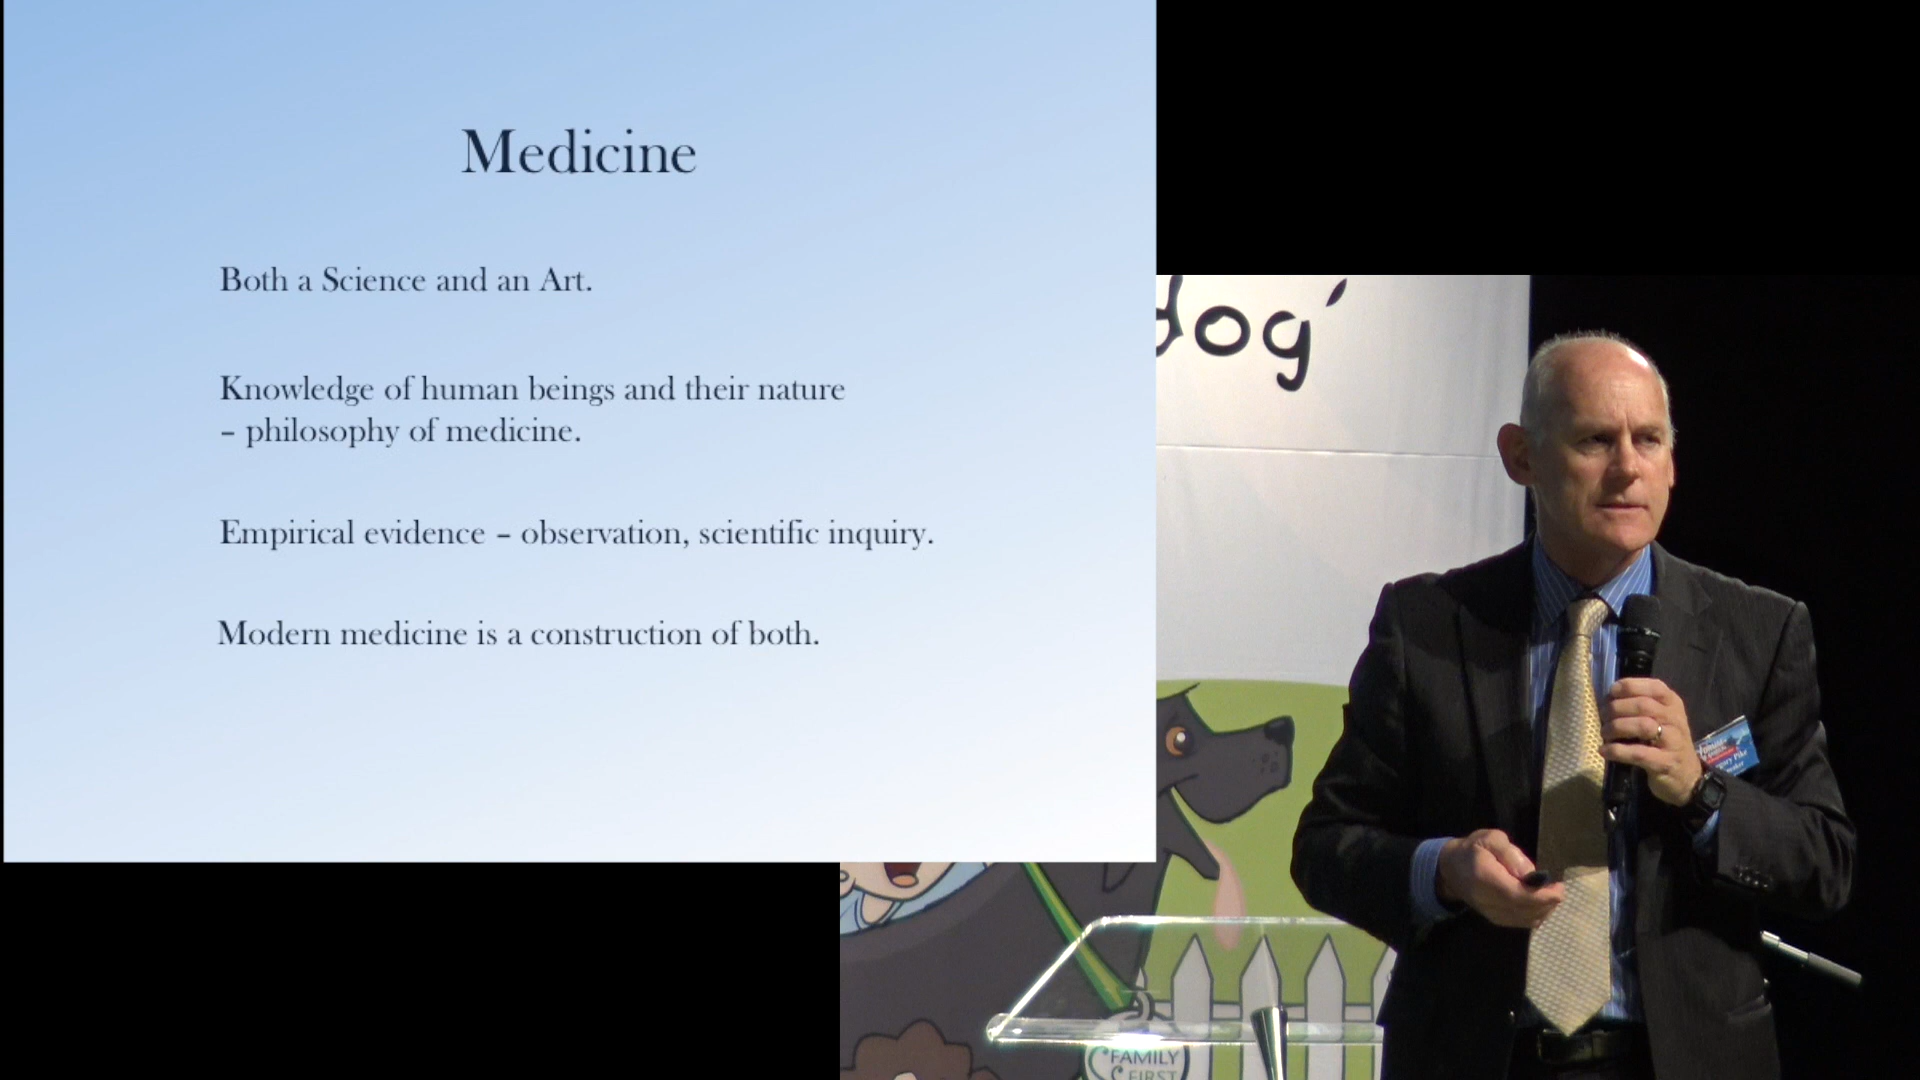 Medicine
Both a Science and an Art.
Knowledge of human beings and their nature
– philosophy of medicine.
Empirical evidence – observation, scientific inquiry.
Modern medicine is a construction of both.
dog'
FAMILY
FIRST